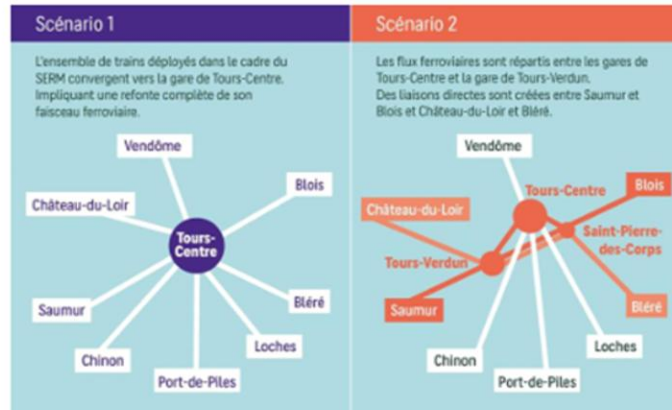 Scénario 1
L'ensemble de trains déployés dans le cadre du
SERM convergent vers la gare de Tours-Centre.
Impliquant une refonte complète de son
faisceau ferroviaire.
Vendôme
Blois
Château-du-Loir
Tours-
Centre
Saumur
Bléré
Chinon
Loches
Port-de-Piles
Scénario 2
Les flux ferroviaires sont répartis entre les gares de
Tours-Centre et la gare de Tours-Verdun.
Des liaisons directes sont créées entre Saumur et
Blois et Château-du-Loir et Bléré.
Vendôme
Tours-Centre
Blois
Château-du-Loir
Saint-Pierre-
des-Corps
Tours-Verdun
Saumur
Bléré
Chinon
Loches
Port-de-Piles